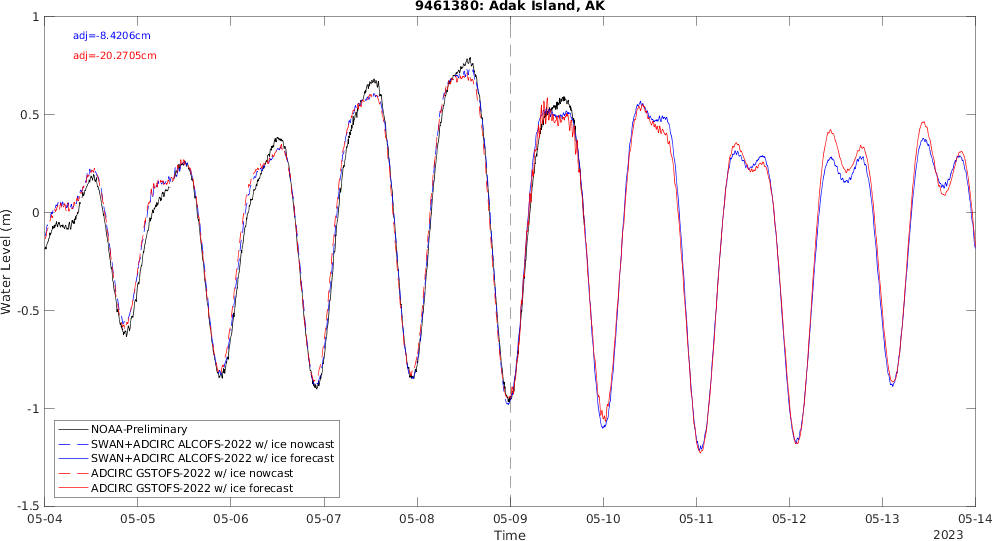 9461380: Adak Island, AK
adj=-8.4206cm
adj=-20.2705cm
1
0.5
0
-0.5
-1
-1.5
Water Level (m)
NOAA-Preliminary
SWAN+ADCIRC ALCOFS-2022 w/ ice nowcast
SWAN+ADCIRC ALCOFS-2022 w/ ice forecast
ADCIRC GSTOFS-2022 w/ ice nowcast
ADCIRC GSTOFS-2022 w/ ice forecast
05-04 05-05 05-06 05-07 05-08 05-09 05-10 05-11 05-12 05-13 05-14
Time
2023